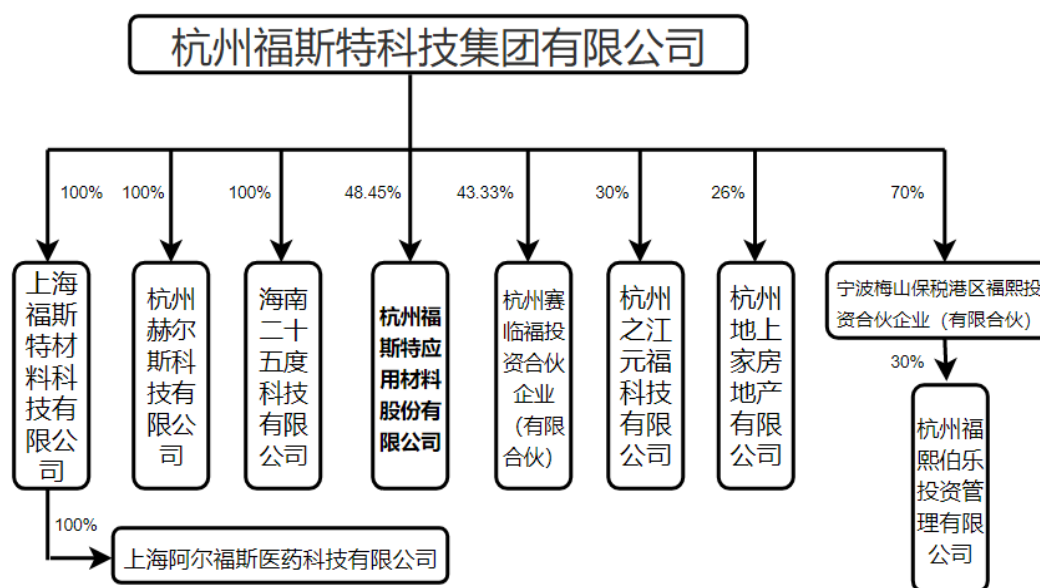 杭州福斯特科技集团有限公司
100%
100%
100%
48.45%
43.33%
30%
26%
70%
上海
福斯
特材
料科
技有
限公
司
杭州
赫尔
斯科
技有
限公
司
海南
二十
五度
科技
有限
公司
杭州福
斯特应
用材料
股份有
限公司
杭州赛
临福投
资合伙
企业
（有限
合伙）
杭州
之江
元福
科技
有限
公司
杭州
地上
家房
地产
有限
公司
宁波梅山保税港区福熙投
资合伙企业（有限合伙）
30%
杭州福
熙伯乐
投资管
理有限
公司
100%
上海阿尔福斯医药科技有限公司